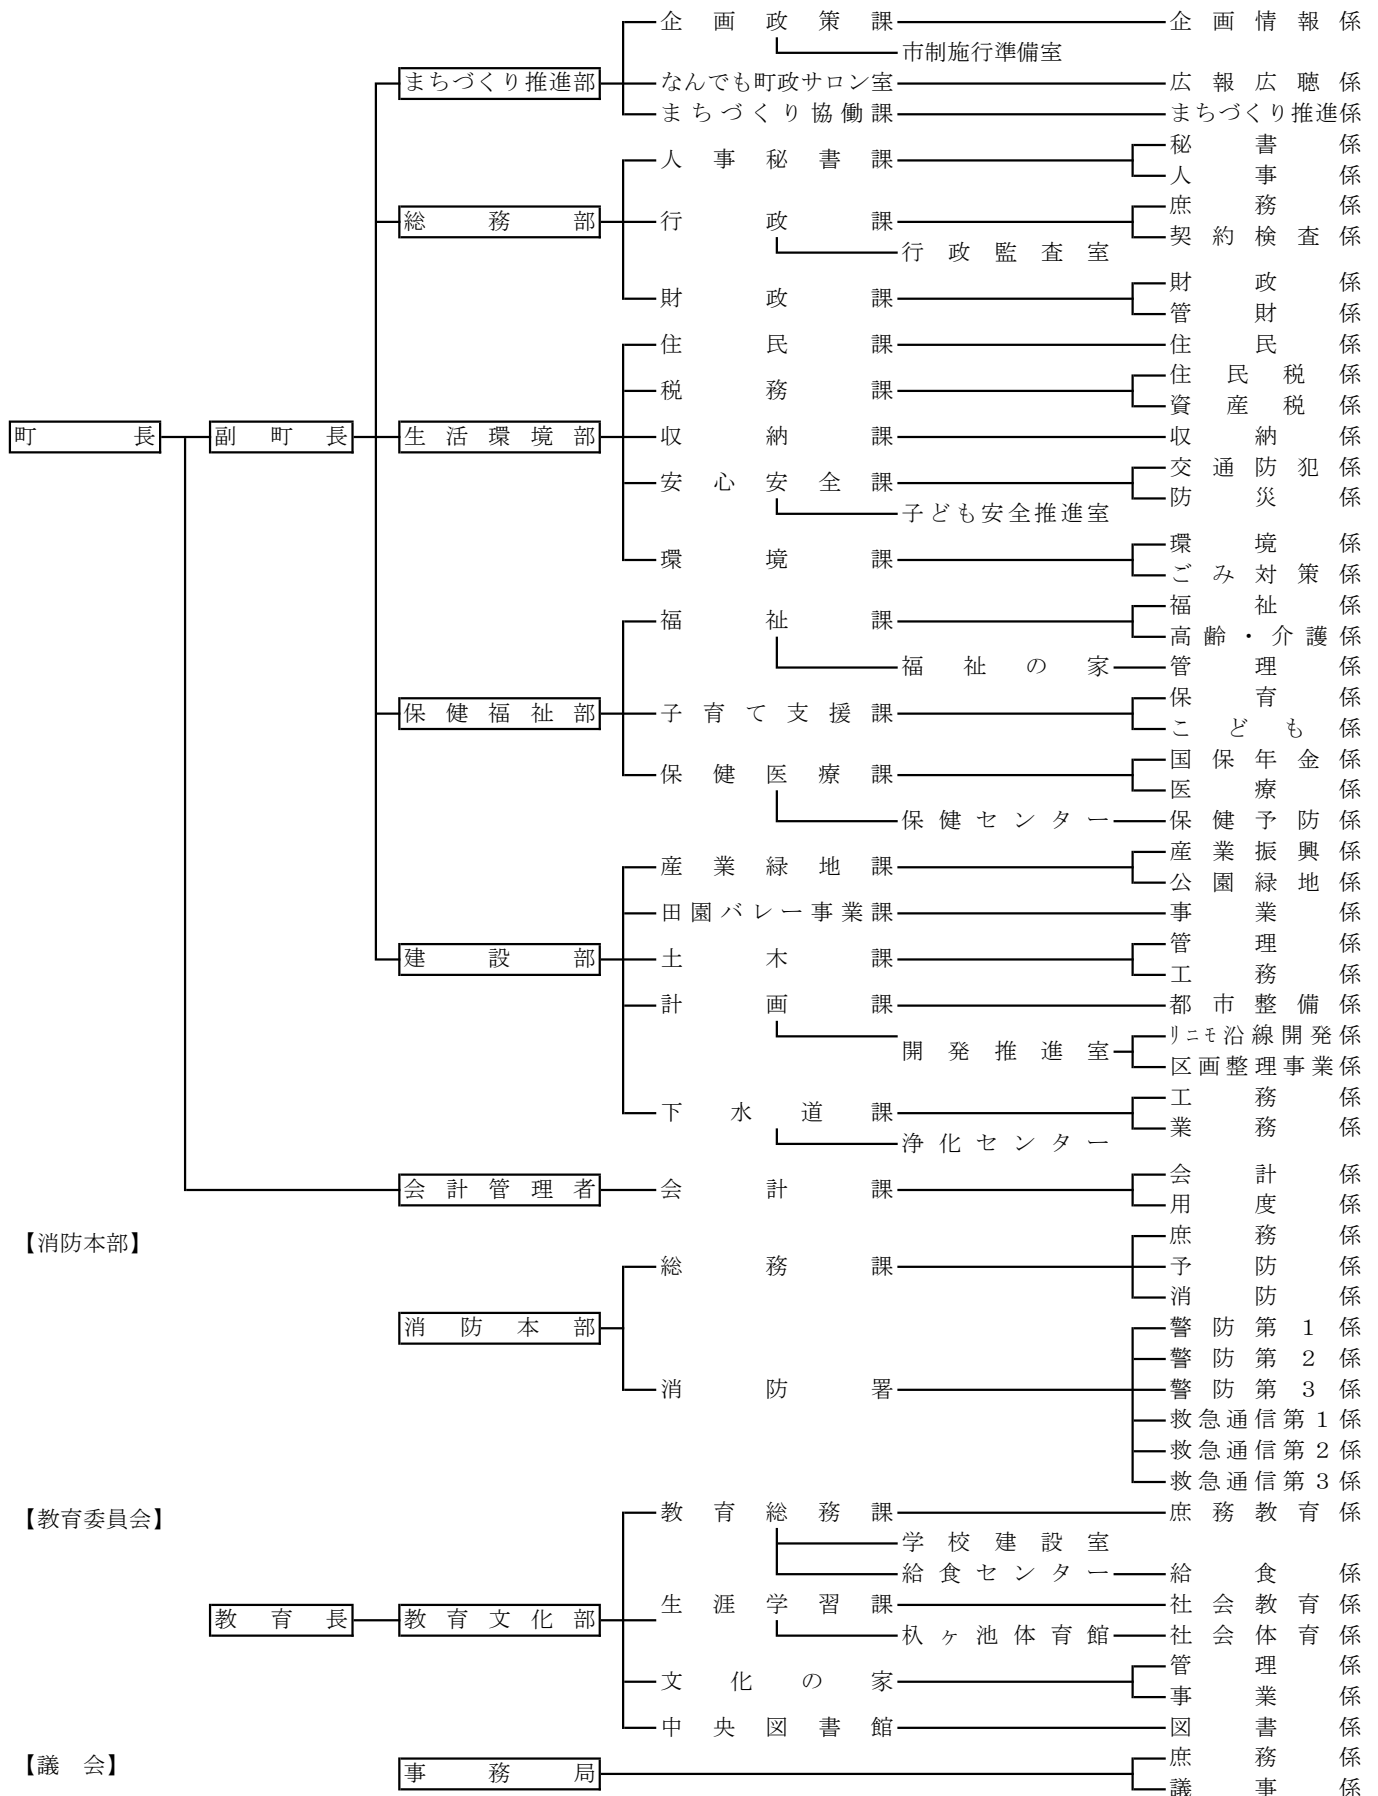 企画政策課 企画情報係
市制施行準備室
まちづくり推進部 なんでも町政サロン室 広報広聴係
まちづくり協働課 まちづくり推進係
人事秘書課 秘書係
人事係
総務部 行政課 庶務係
契約検査係
行政監査室
財政課 財政係
管財係
住民課 住民係
税務課 住民税係
資産税係
町長 副町長 生活環境部 収納課 収納係
安心安全課 交通防犯係
防災係
子ども安全推進室
環境課 環境係
ごみ対策係
福祉課 福祉係
高齢・介護係
福祉の家 管理係
保健福祉部 子育て支援課 保育係
こども係
保健医療課 国保年金係
医療係
保健センター 保健予防係
産業緑地課 産業振興係
公園緑地係
田園バレー事業課 事業係
建設部 土木課 管理係
工務係
計画課 都市整備係
開発推進室 リニモ沿線開発係
区画整理事業係
下水道課 工務係
業務係
浄化センター
会計管理者 会計課 会計係
用度係
【消防本部】
総務課 庶務係
予防係
消防係
消防本部
警防第1係
警防第2係
消防署 警防第3係
救急通信第1係
救急通信第2係
救急通信第3係
【教育委員会】
教育総務課 庶務教育係
学校建設室
給食センター 給食係
教育長 教育文化部 生涯学習課 社会教育係
杁ヶ池体育館 社会体育係
文化の家 管理係
事業係
中央図書館 図書係
【議 会】 事務局 庶務係
議事係